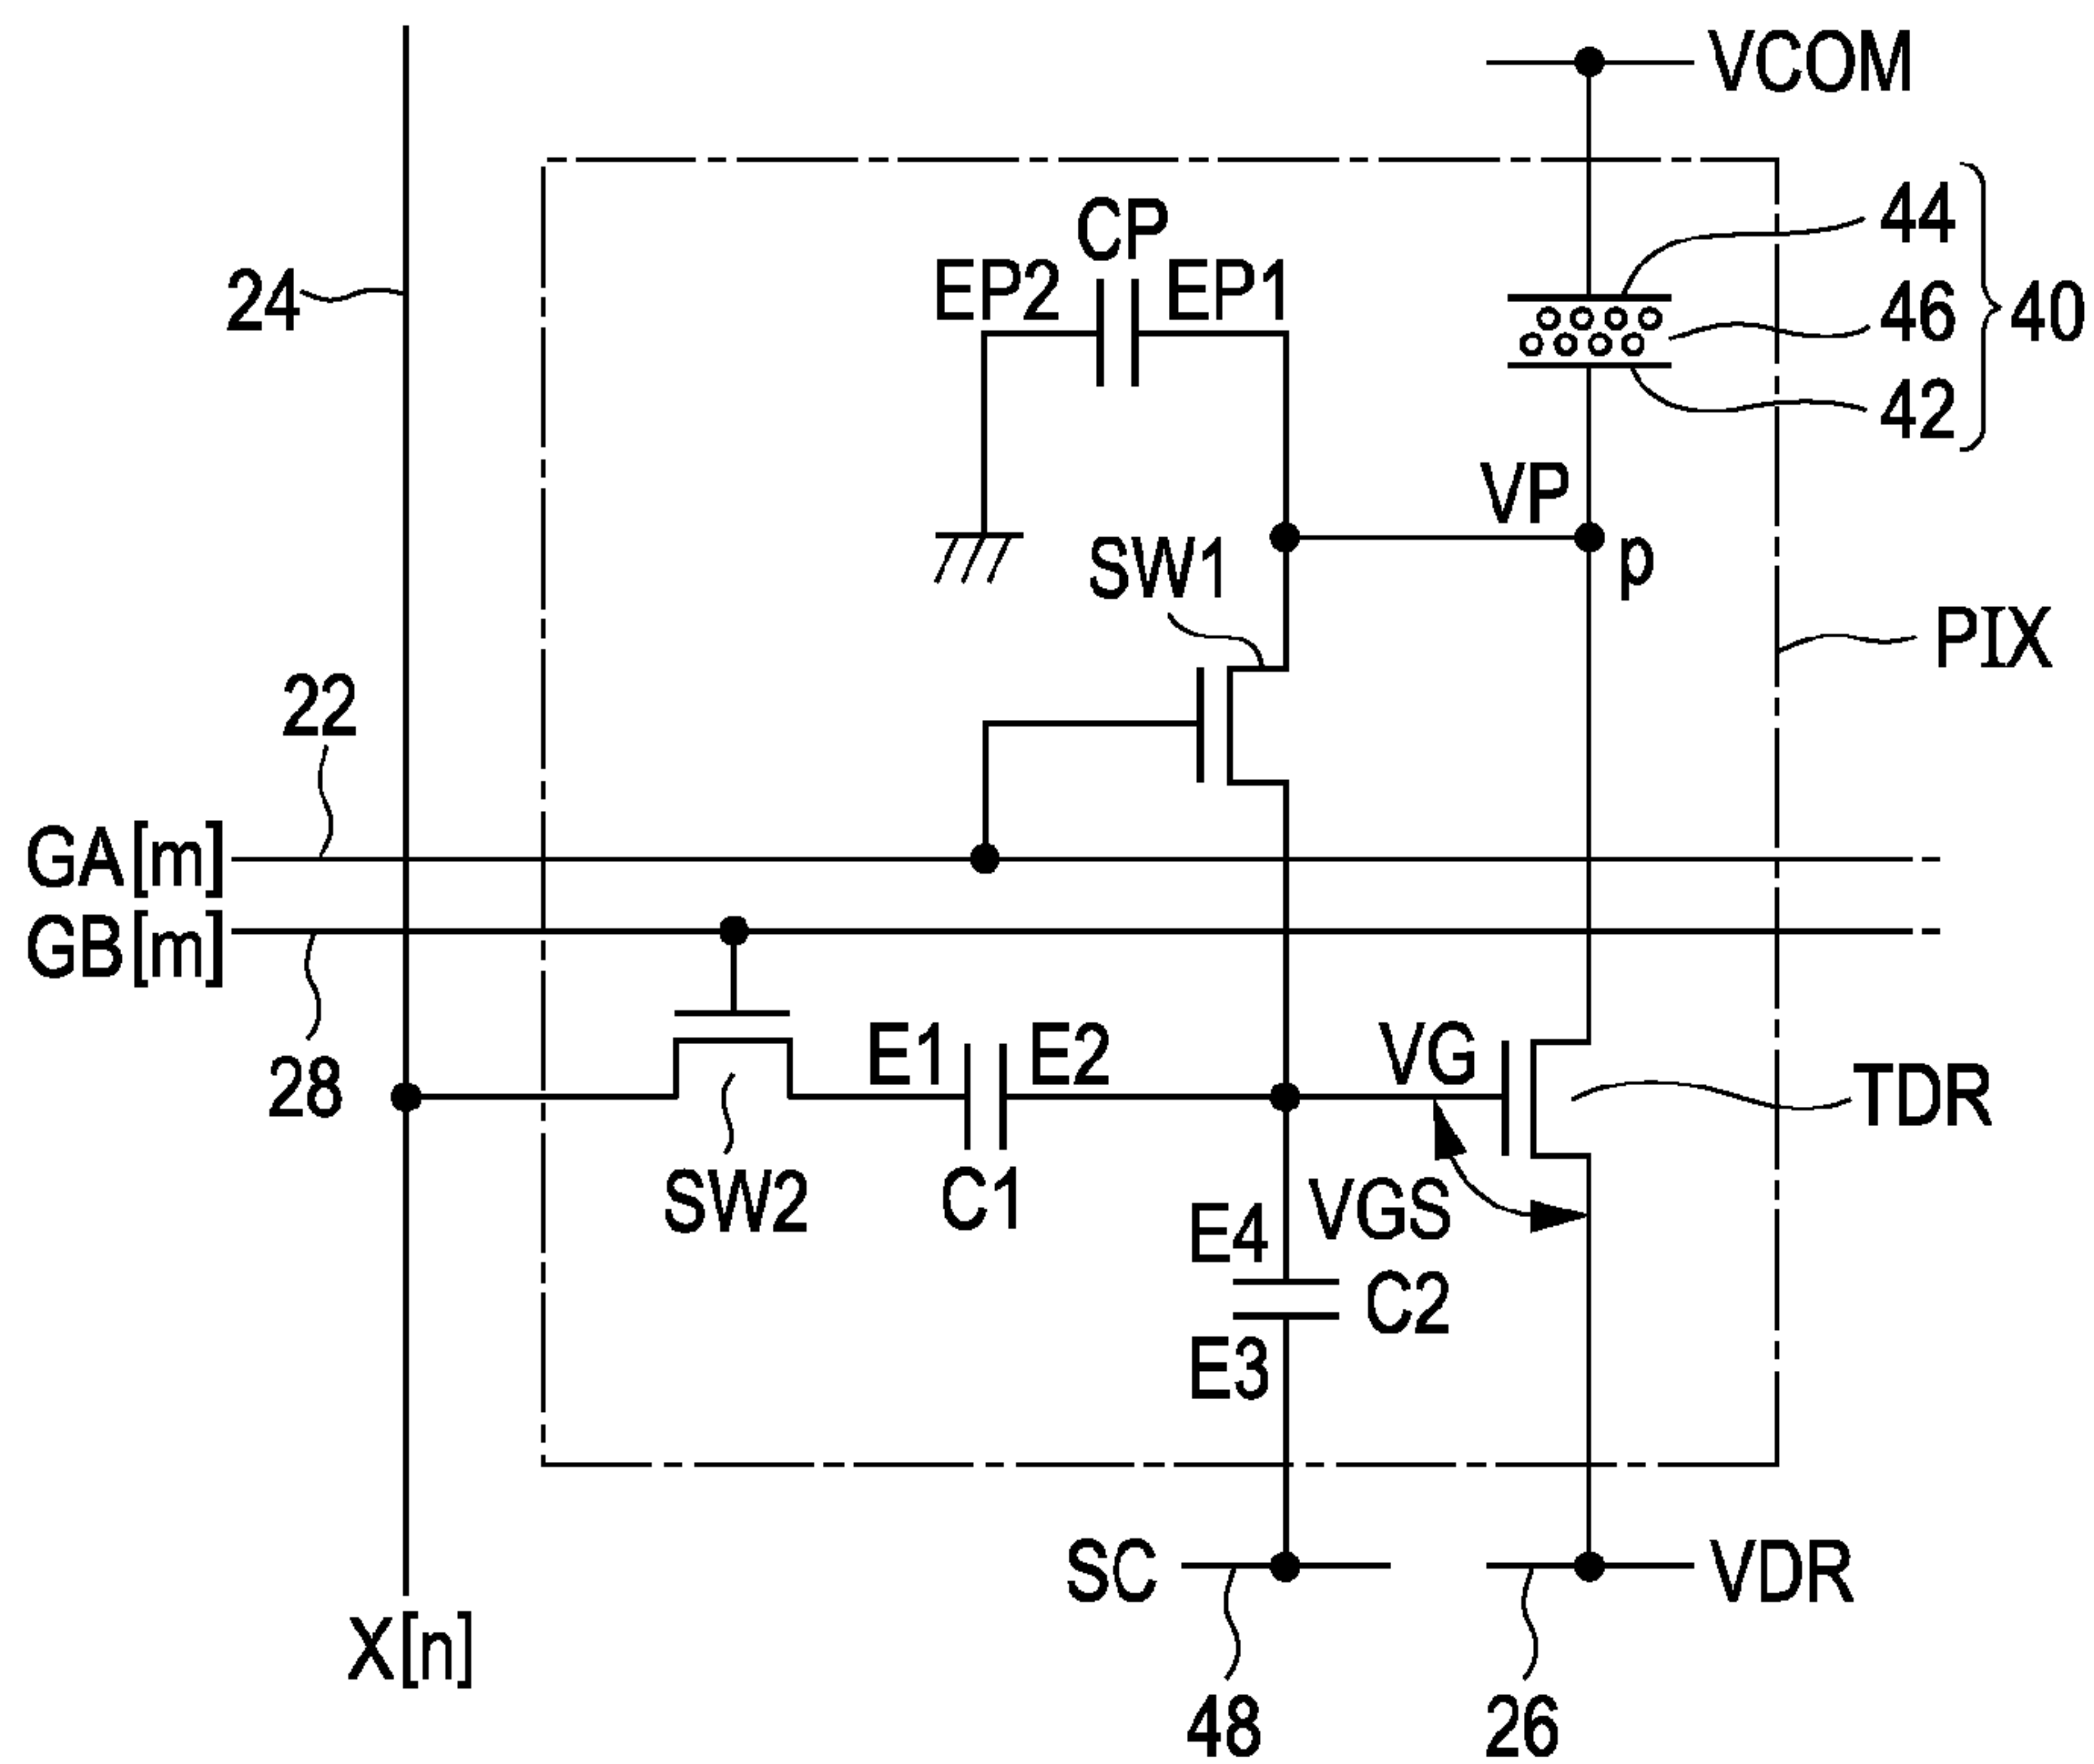 VCOM
44
CP
EP2 EP1
24
46
40
42
VP
p
SW1
PIX
22
GA[m]
GB[m]
E1 E2
VG
28
TDR
SW2
C1
VGS
E4
C2
E3
SC
VDR
X[n]
48
26